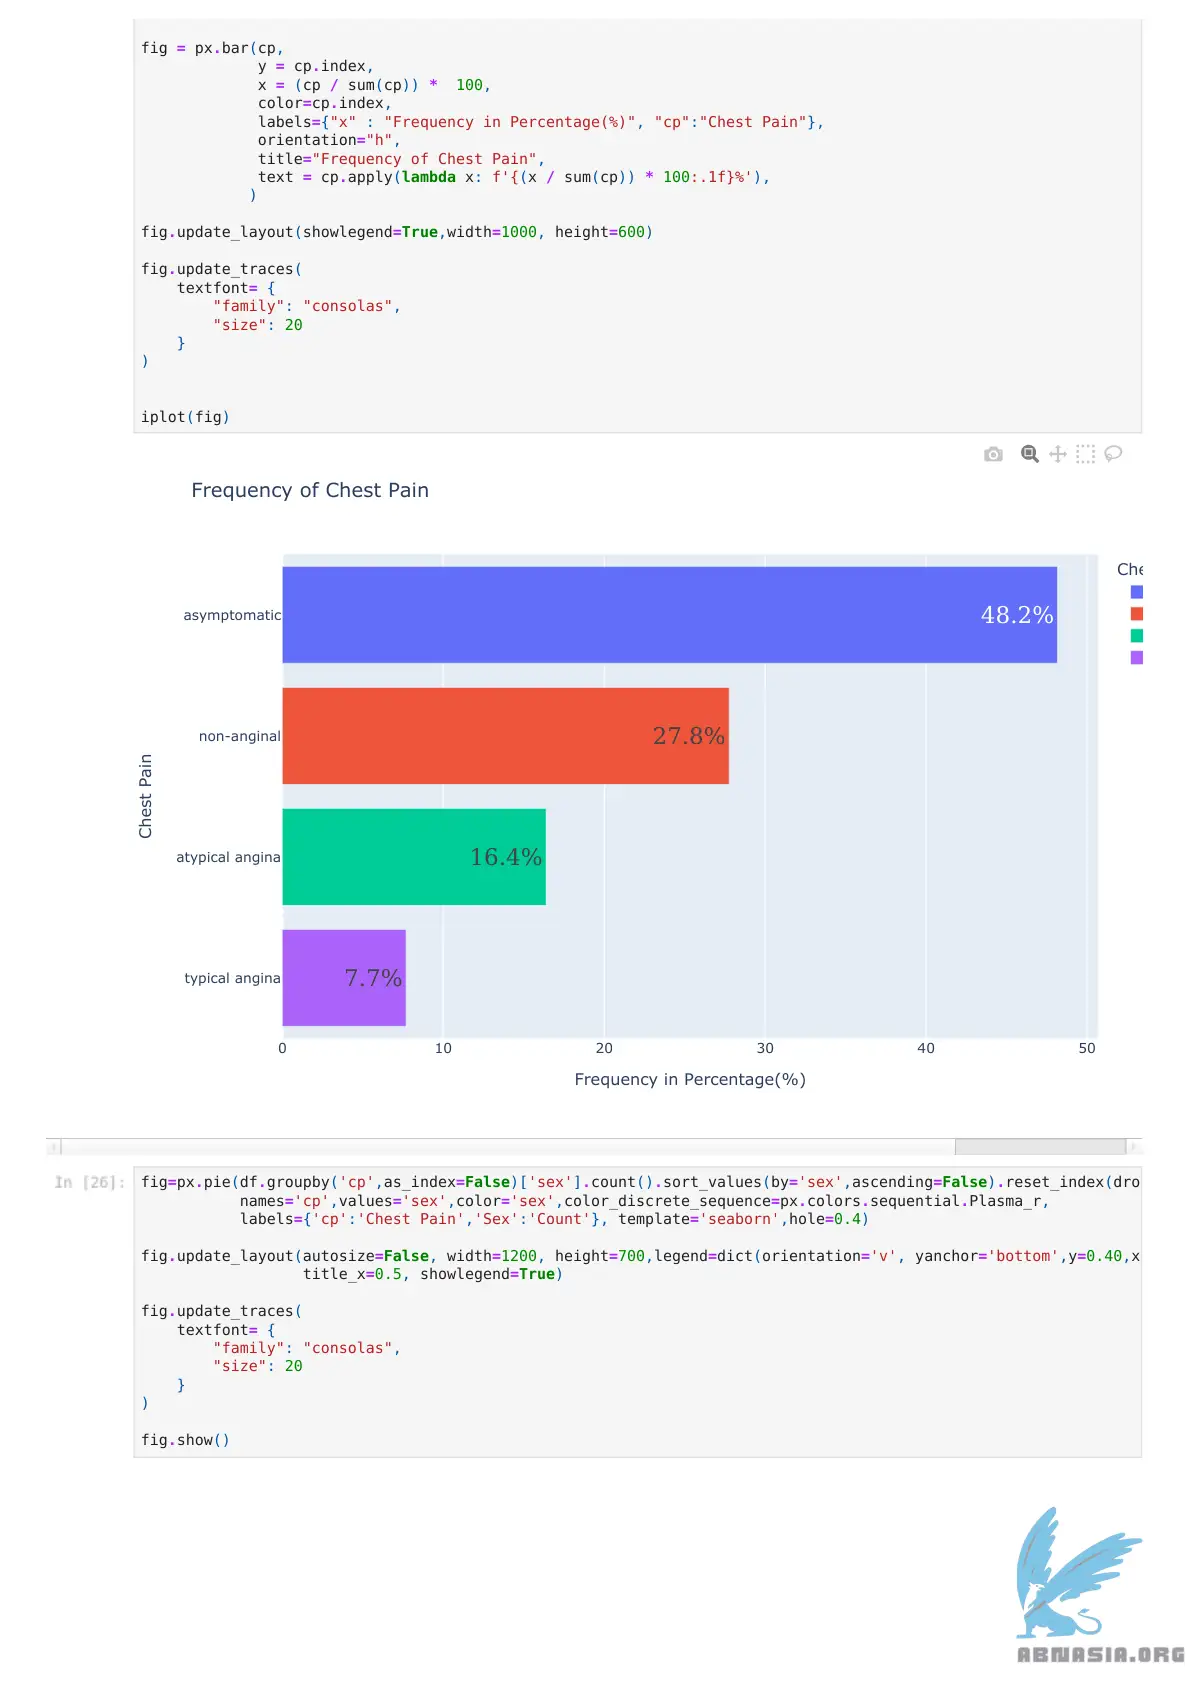 fig = px.bar(cp,
             y = cp.index,
             x = (cp / sum(cp)) *  100,
             color=cp.index,
             labels={"x" : "Frequency in Percentage(%)", "cp":"Chest Pain"},
             orientation="h",
             title="Frequency of Chest Pain",
             text = cp.apply(lambda x: f'{(x / sum(cp)) * 100:.1f}%'),
            )
fig.update_layout(showlegend=True,width=1000, height=600)
fig.update_traces(
    textfont= {
        "family": "consolas",
        "size": 20
    }
)
iplot(fig)
Frequency of Chest Pain
Che
asymptomatic
48.2%
non-anginal
27.8%
Chest Pain
atypical angina
16.4%
typical angina
7.7%
0 10 20 30 40 50
Frequency in Percentage(%)
In [26]:
fig=px.pie(df.groupby('cp',as_index=False)['sex'].count().sort_values(by='sex',ascending=False).reset_index(dro
           names='cp',values='sex',color='sex',color_discrete_sequence=px.colors.sequential.Plasma_r,
           labels={'cp':'Chest Pain','Sex':'Count'}, template='seaborn',hole=0.4)
fig.update_layout(autosize=False, width=1200, height=700,legend=dict(orientation='v', yanchor='bottom',y=0.40,x
                  title_x=0.5, showlegend=True)
fig.update_traces(
    textfont= {
        "family": "consolas",
        "size": 20
    }
)
fig.show()
ABNASIA.ORG